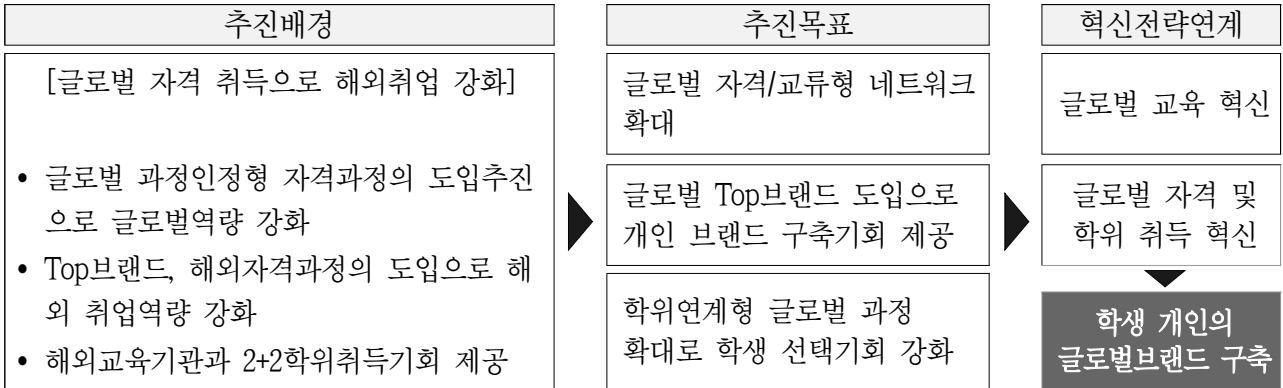 추진배경
[글로벌 자격 취득으로 해외취업 강화]
• 글로벌 과정인정형 자격과정의 도입추진
으로 글로벌역량 강화
• Top브랜드, 해외자격과정의 도입으로 해
외 취업역량 강화
• 해외교육기관과 2+2학위취득기회 제공
추진목표
글로벌 자격/교류형 네트워크
확대
글로벌 Top브랜드 도입으로
개인 브랜드 구축기회 제공
학위연계형 글로벌 과정
확대로 학생 선택기회 강화
혁신전략연계
글로벌 교육 혁신
글로벌 자격 및
학위 취득 혁신
학생 개인의
글로벌브랜드 구축